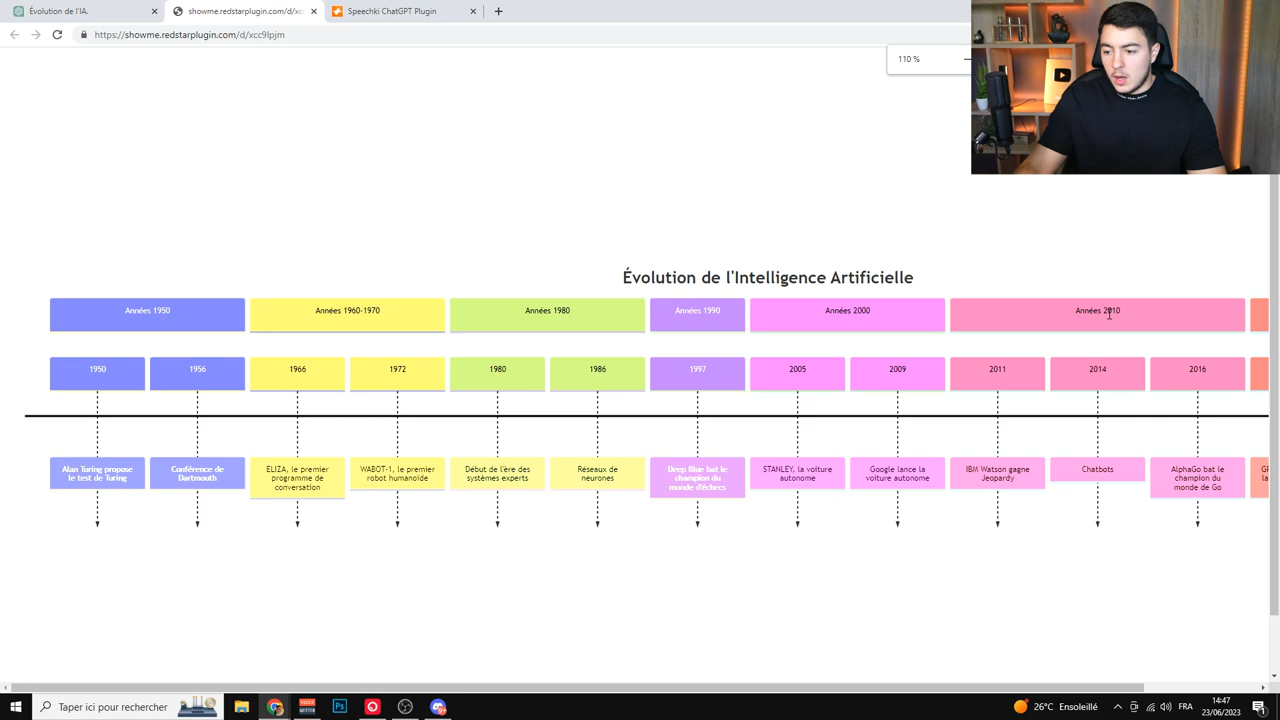 Évolution de l'IA.
showme.redstarplugin.com/d/xcc
Speechki ChatGPT Plugin
https://showme.redstarplugin.com/d/xcc9lpjm
110 %
Évolution de l'Intelligence Artificielle
Années 1950
Années 1960-1970
Années 1980
Années 1990
Années 2000
Années 2010
1950
1956
1966
1972
1980
1986
1997
2005
2009
2011
2014
2016
Alan Turing propose
le test de Turing
Conférence de
Dartmouth
ELIZA, le premier
programme de
conversation
WABOT-1, le premier
robot humanoïde
Début de l'ère des
systèmes experts
Réseaux de
neurones
Deep Blue bat le
champion du
monde d'échecs
STANLEY, la voiture
autonome
Google lance la
voiture autonome
IBM Watson gagne
Jeopardy
Chatbots
AlphaGo bat le
champion du
monde de Go
Taper ici pour rechercher
26°C Ensoleillé
FRA
14:47
23/06/2023